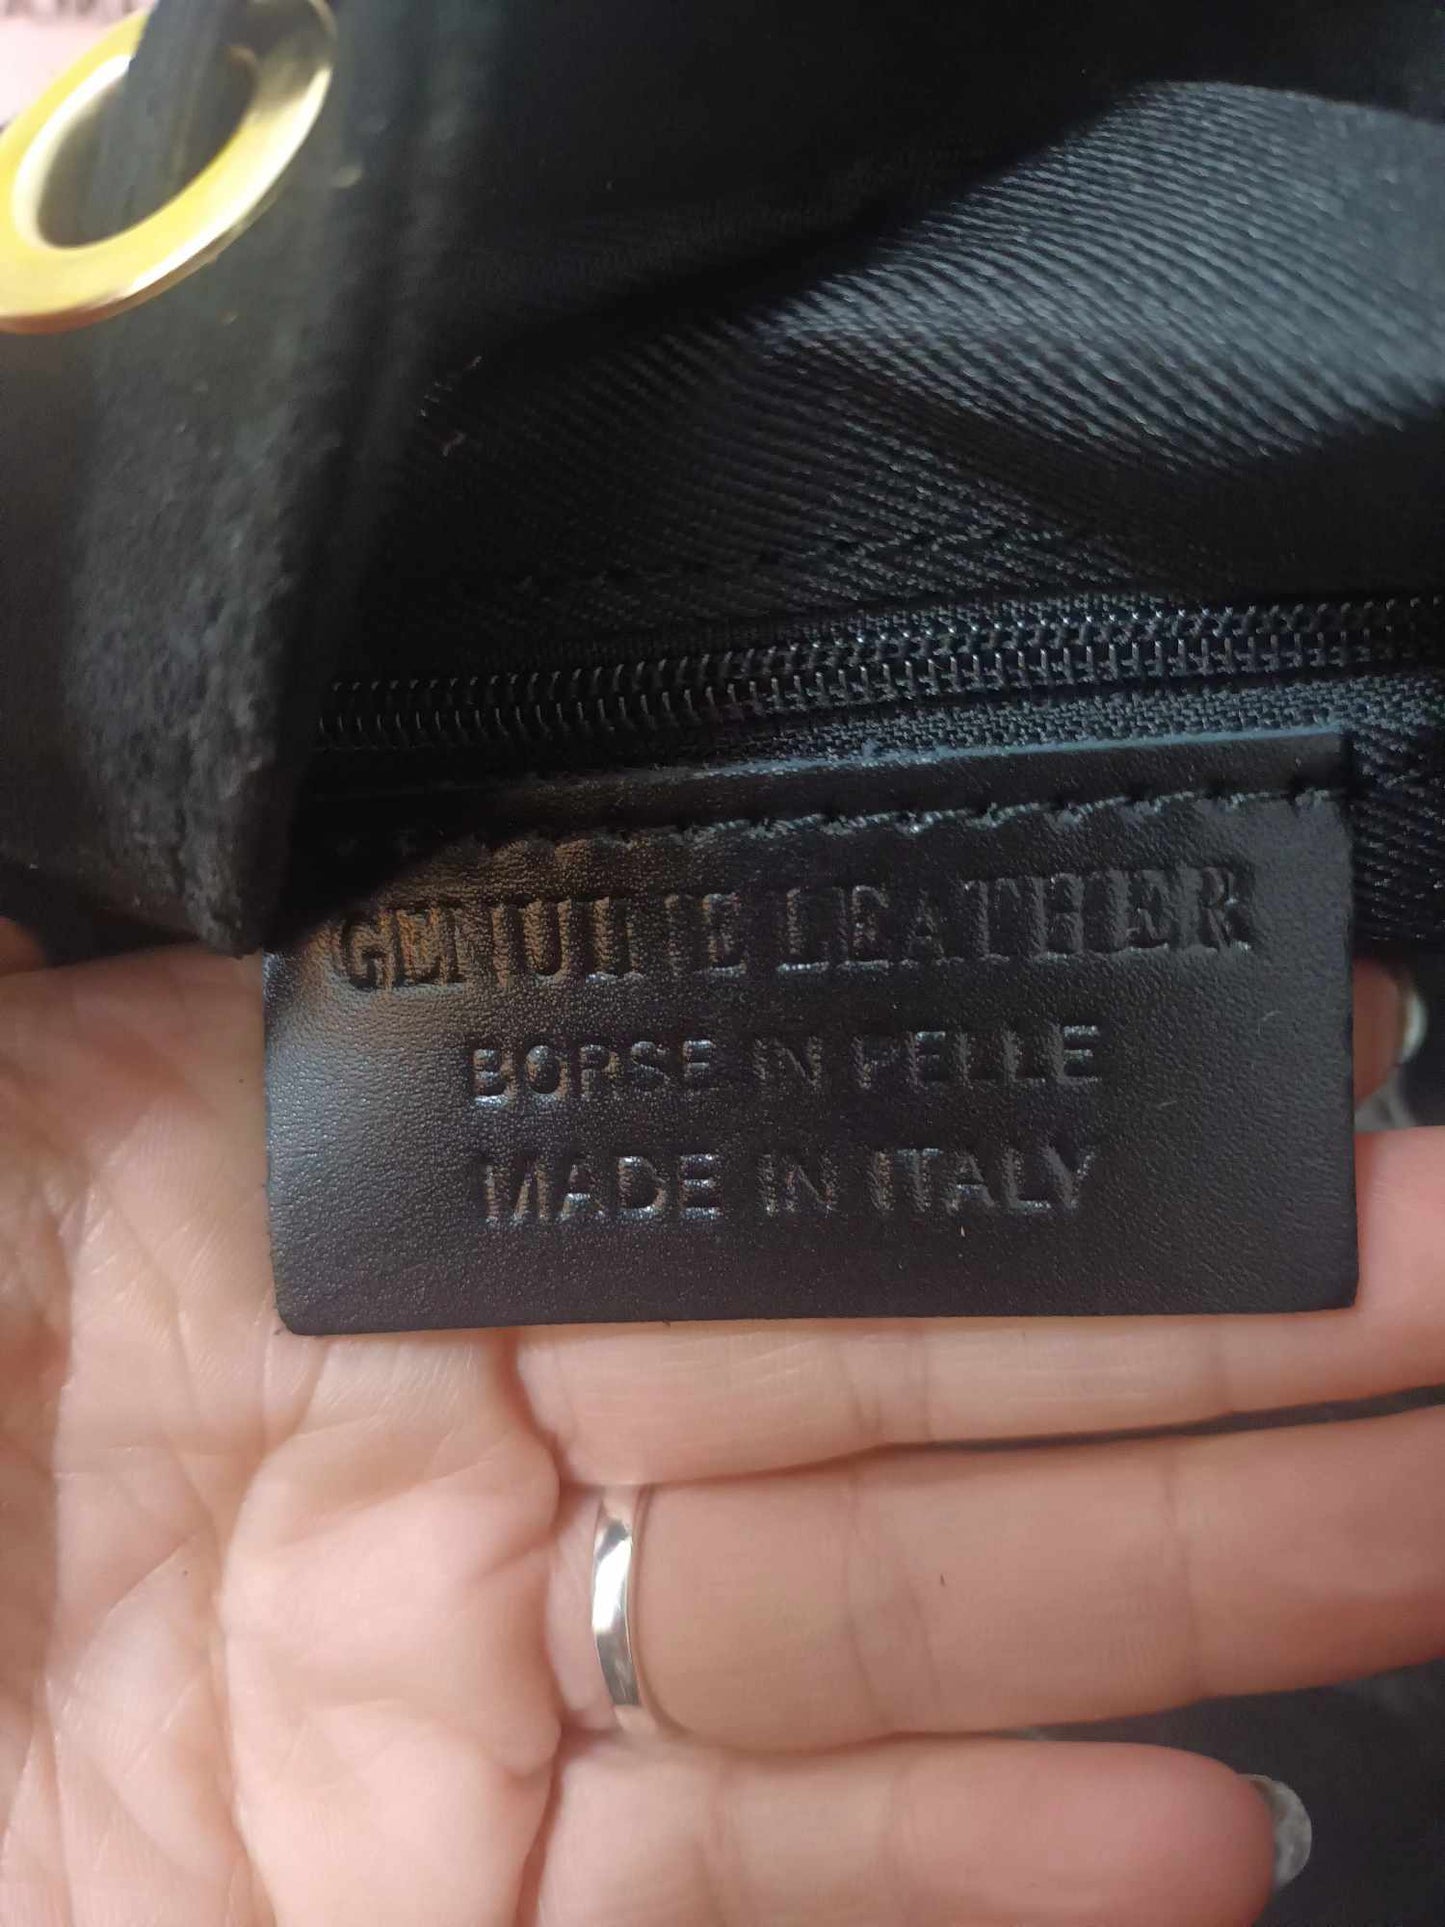 GENUINE LEATHER
BORSE IN PELLE
MADE IN ITALY